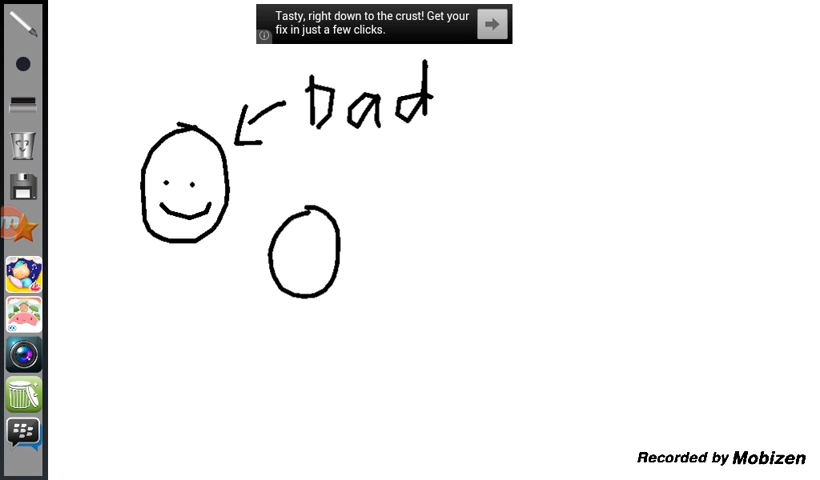 Tasty, right down to the crust! Get your
fix in just a few clicks.
Dad
Recorded by Mobizen